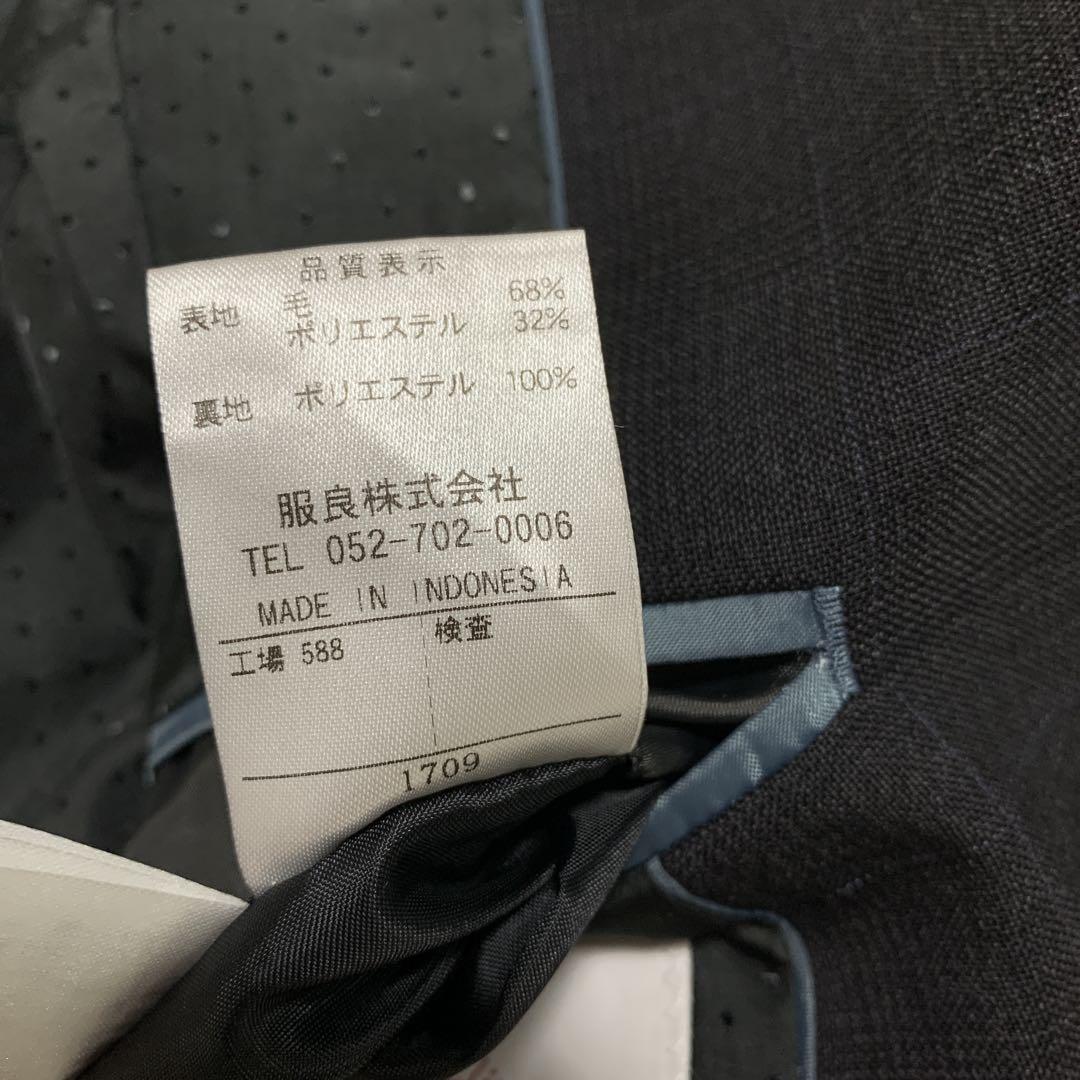 品質表示
表地 毛 68%
ポリエステル 32%
裏地 ポリエステル 100%
服良株式会社
TEL 052-702-0006
MADE IN INDONESIA
工場 588 検査
1709